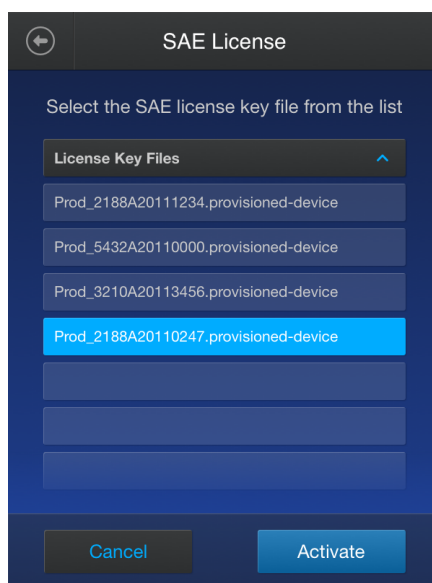 SAE License
Select the SAE license key file from the list
License Key Files
Prod_2188A20111234.provisioned-device
Prod_5432A20110000.provisioned-device
Prod_3210A20113456.provisioned-device
Prod_2188A20110247.provisioned-device
Cancel
Activate